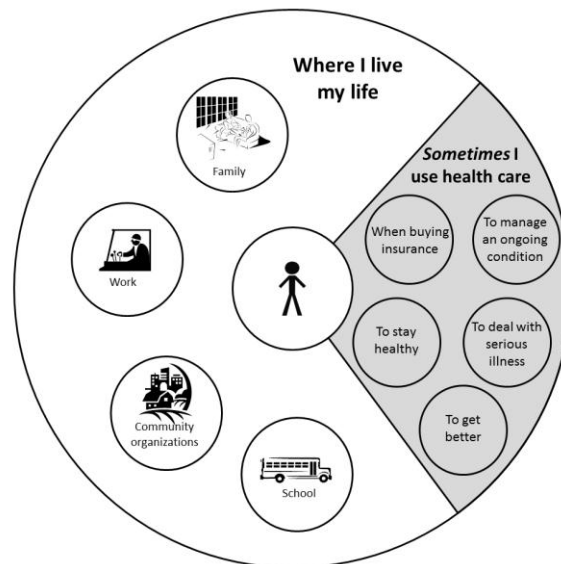 Where I live
my life
Family
Work
Community
organizations
School
Sometimes I
use health care
When buying
insurance
To manage
an ongoing
condition
To stay
healthy
To deal with
serious
illness
To get
better